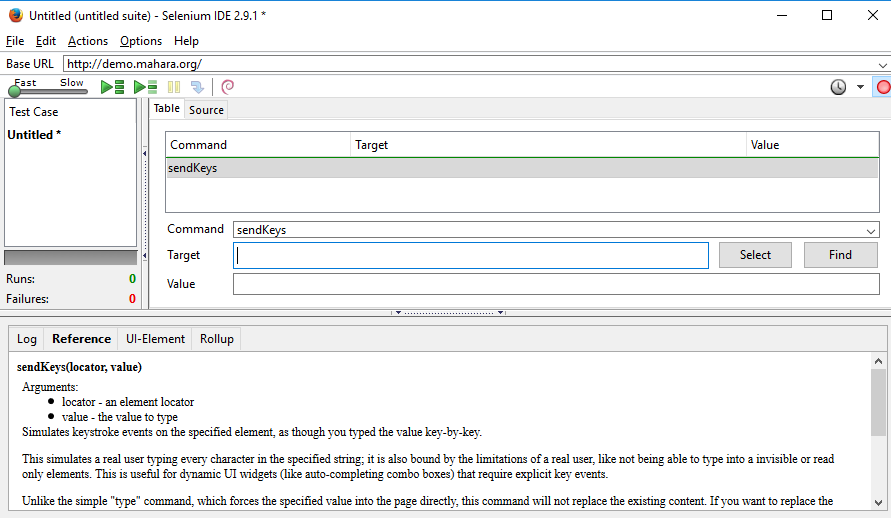 Untitled (untitled suite) - Selenium IDE 2.9.1 *
File Edit Actions Options Help
Base URL http://demo.mahara.org/
Fast Slow
Test Case
Untitled *
Runs: 0
Failures: 0
Table Source
Command Target Value
sendKeys
Command sendKeys
Target Select Find
Value
Log Reference UI-Element Rollup
sendKeys(locator, value)
Arguments:
• locator - an element locator
• value - the value to type
Simulates keystroke events on the specified element, as though you typed the value key-by-key.
This simulates a real user typing every character in the specified string; it is also bound by the limitations of a real user, like not being able to type into a invisible or read
only elements. This is useful for dynamic UI widgets (like auto-completing combo boxes) that require explicit key events.
Unlike the simple "type" command, which forces the specified value into the page directly, this command will not replace the existing content. If you want to replace the